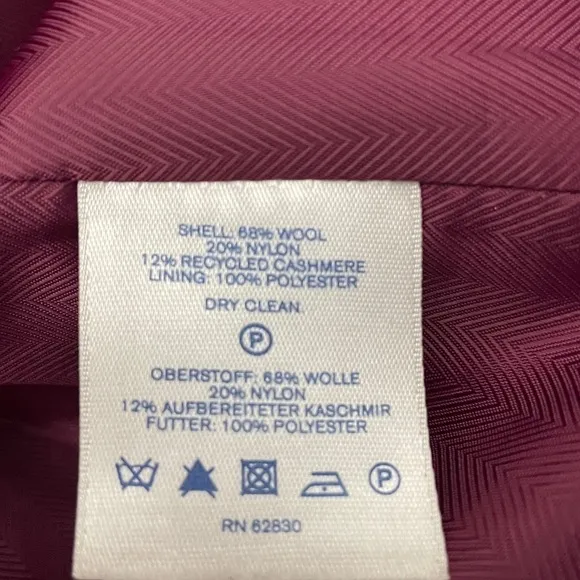 SHELL: 68% WOOL
20% NYLON
12% RECYCLED CASHMERE
LINING: 100% POLYESTER
DRY CLEAN
P
OBERSTOFF: 68% WOLLE
20% NYLON
12% AUFBEREITETER KASCHMIR
FUTTER: 100% POLYESTER
P
RN 62830